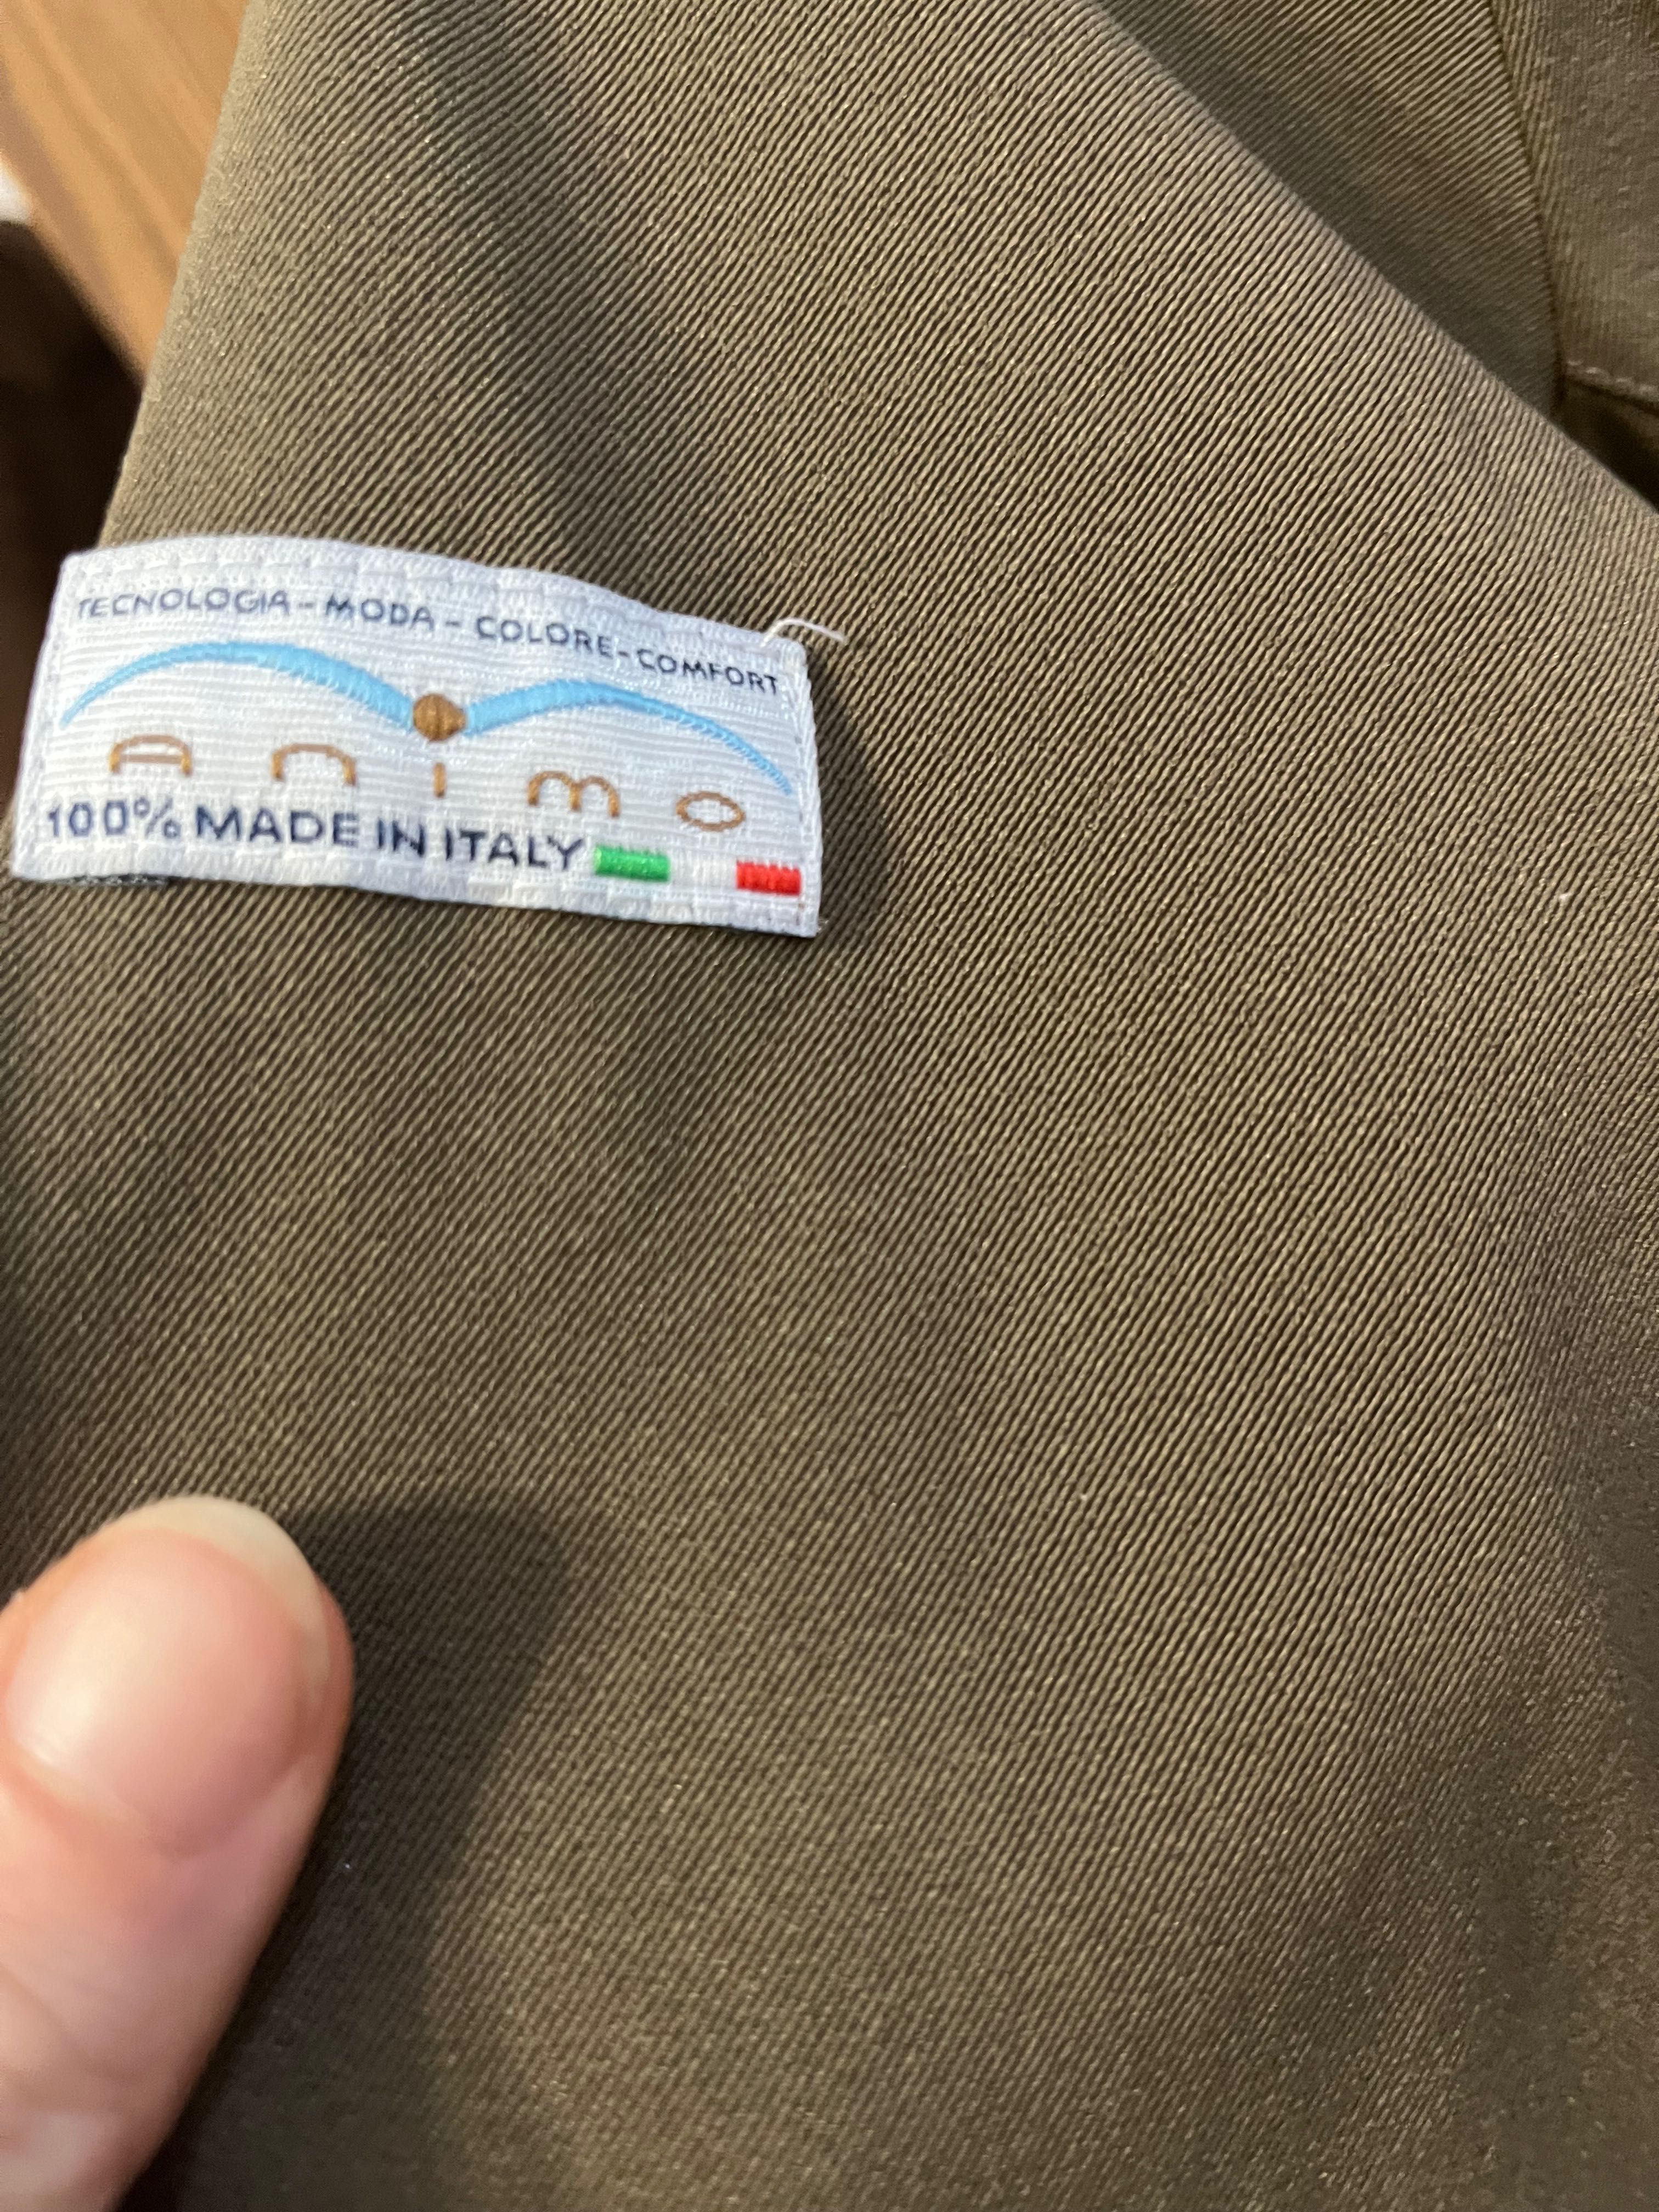 TECNOLOGIA - MODA - COLORE - COMFORT
Animo
100% MADE IN ITALY